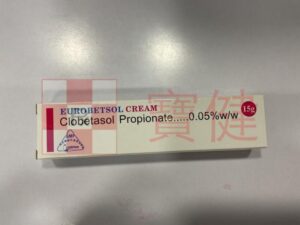 EUROBETSOL CREAM
15g
Clobetasol Propionate.....0.05%w/w
寶健